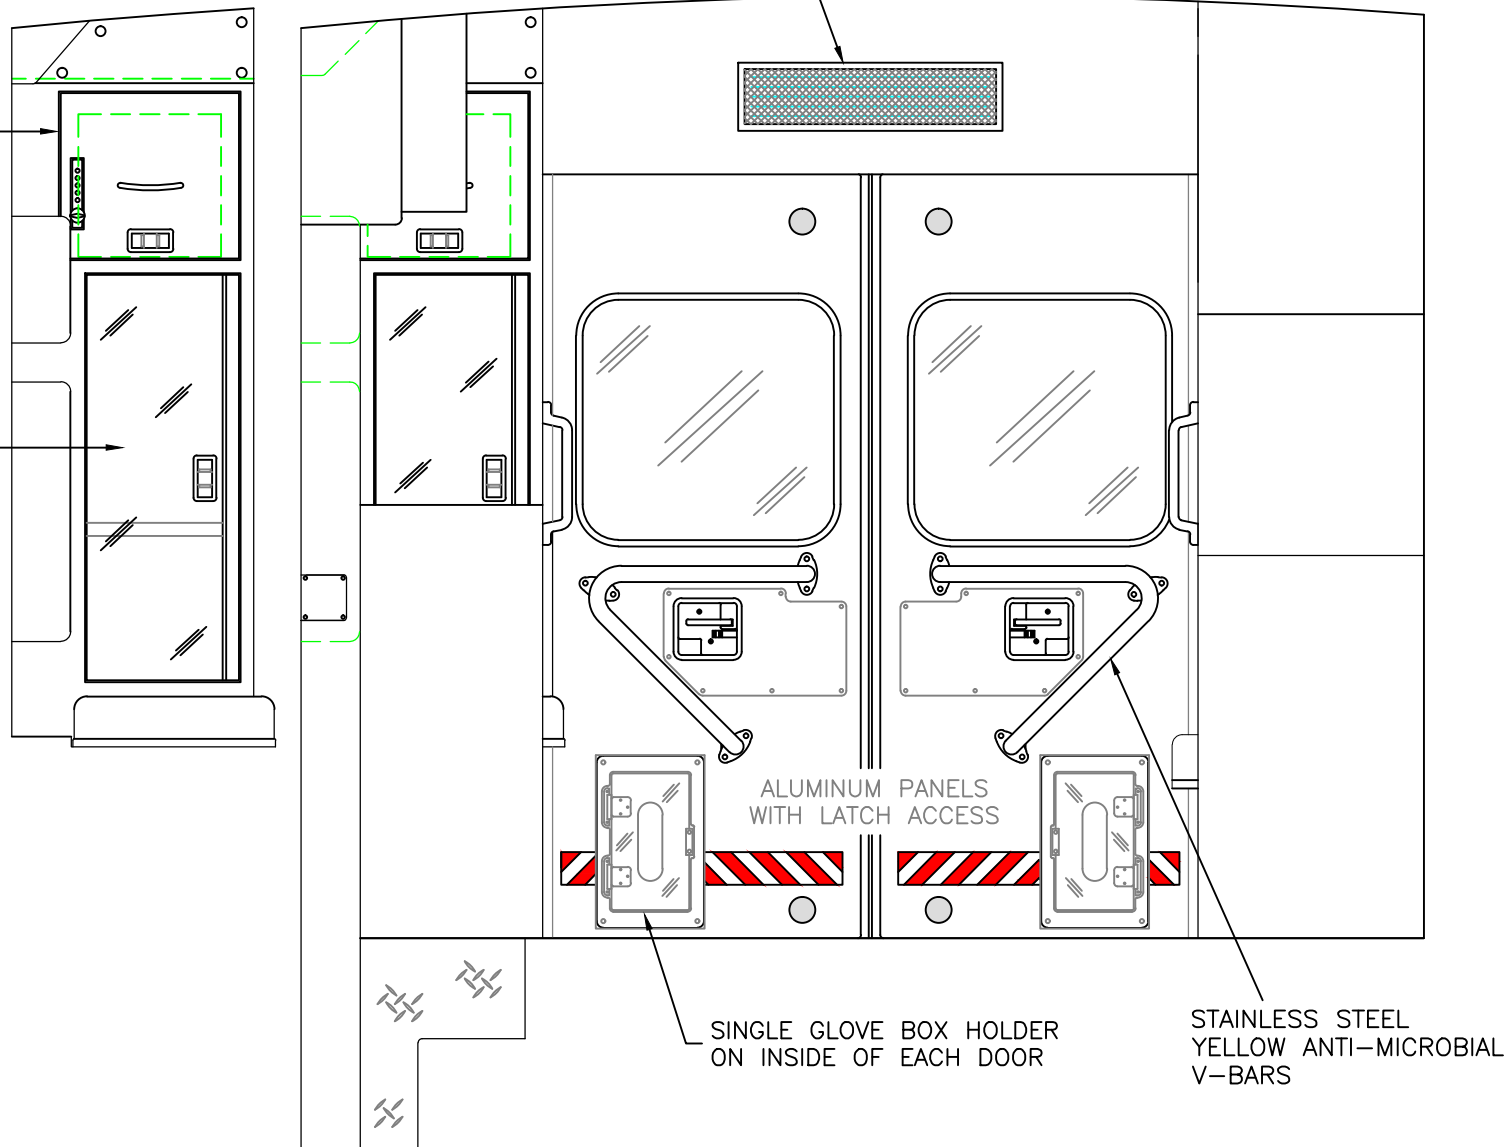 ALUMINUM PANELS
WITH LATCH ACCESS
SINGLE GLOVE BOX HOLDER
ON INSIDE OF EACH DOOR
STAINLESS STEEL
YELLOW ANTI-MICROBIAL
V-BARS